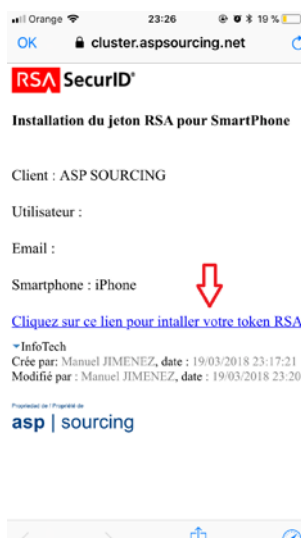 Orange 23:26 19 %
OK cluster.aspsourcing.net
RSA SecurID®
Installation du jeton RSA pour SmartPhone
Client : ASP SOURCING
Utilisateur :
Email :
Smartphone : iPhone
Cliquez sur ce lien pour intaller votre token RSA
InfoTech
Crée par: Manuel JIMENEZ, date : 19/03/2018 23:17:21
Modifié par : Manuel JIMENEZ, date : 19/03/2018 23:20
Propriedad de / Propriété de
asp | sourcing